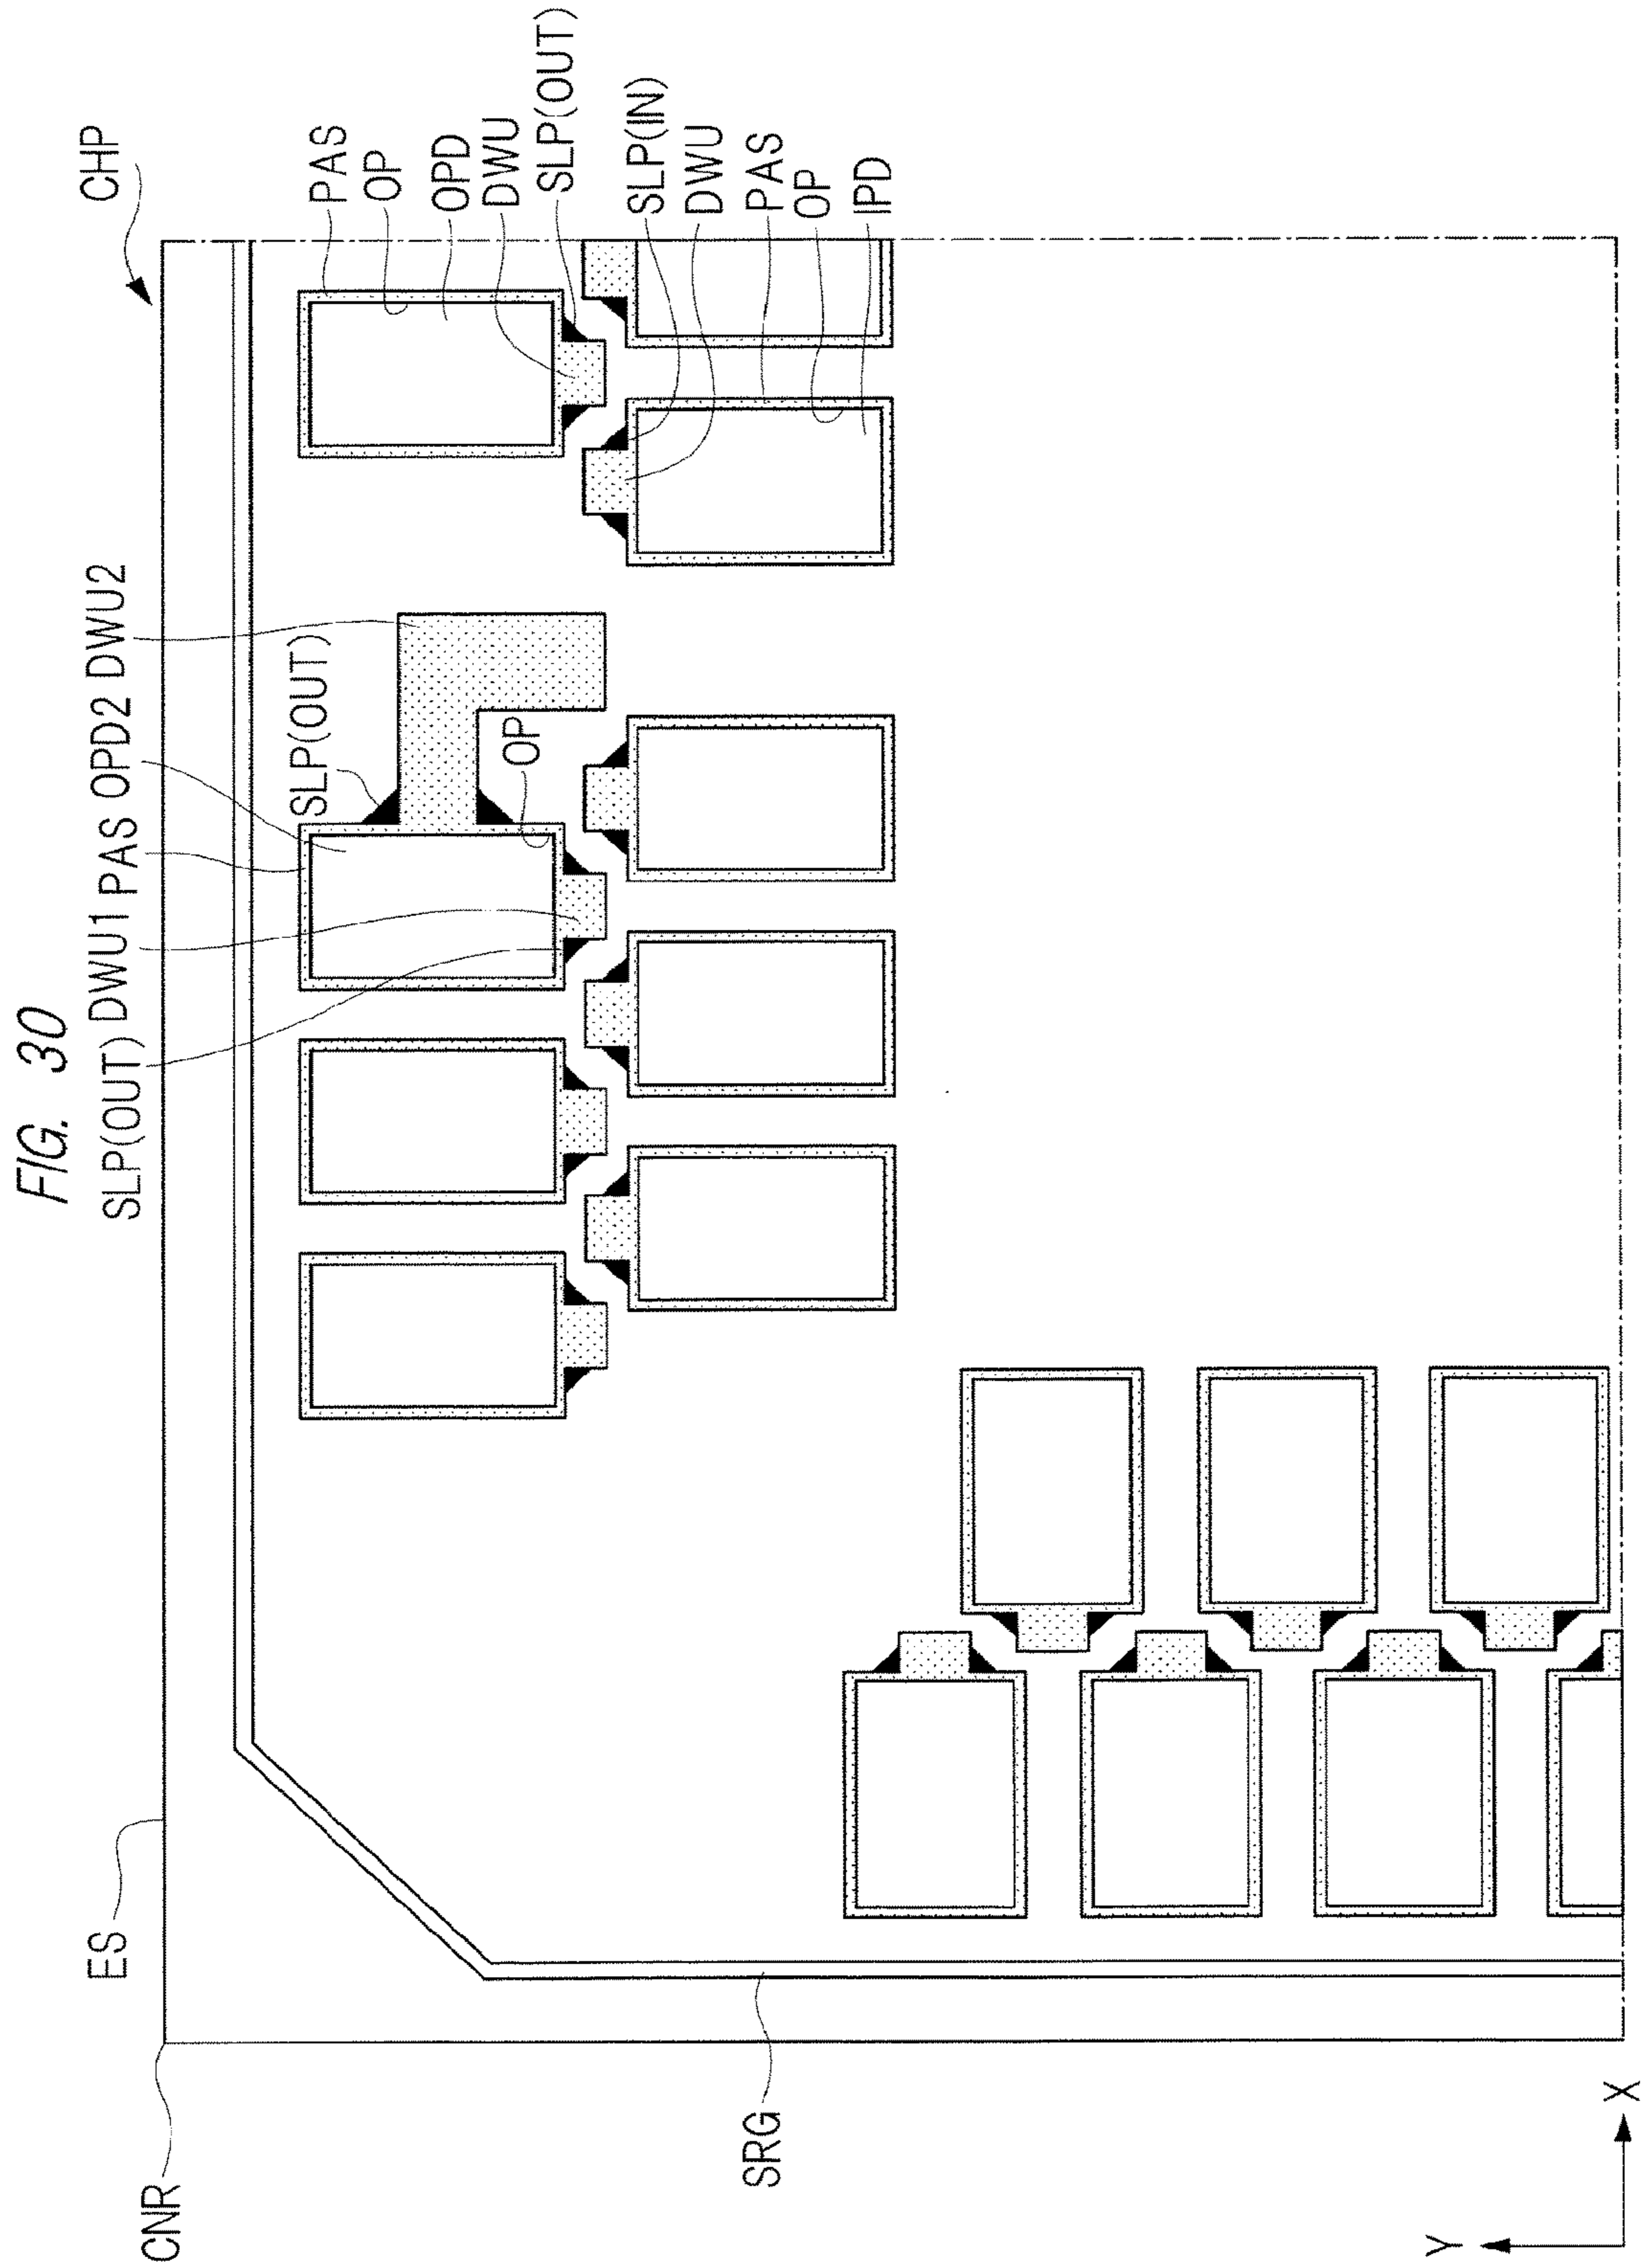 FIG. 30
CHP
SLP(OUT) DWU1 PAS OPD2 DWU2
SLP(OUT)
OP
PAS
OP
OPD
DWU
SLP(OUT)
SLP(IN)
DWU
PAS
OP
IPD
ES
CNR
SRG
Y
X